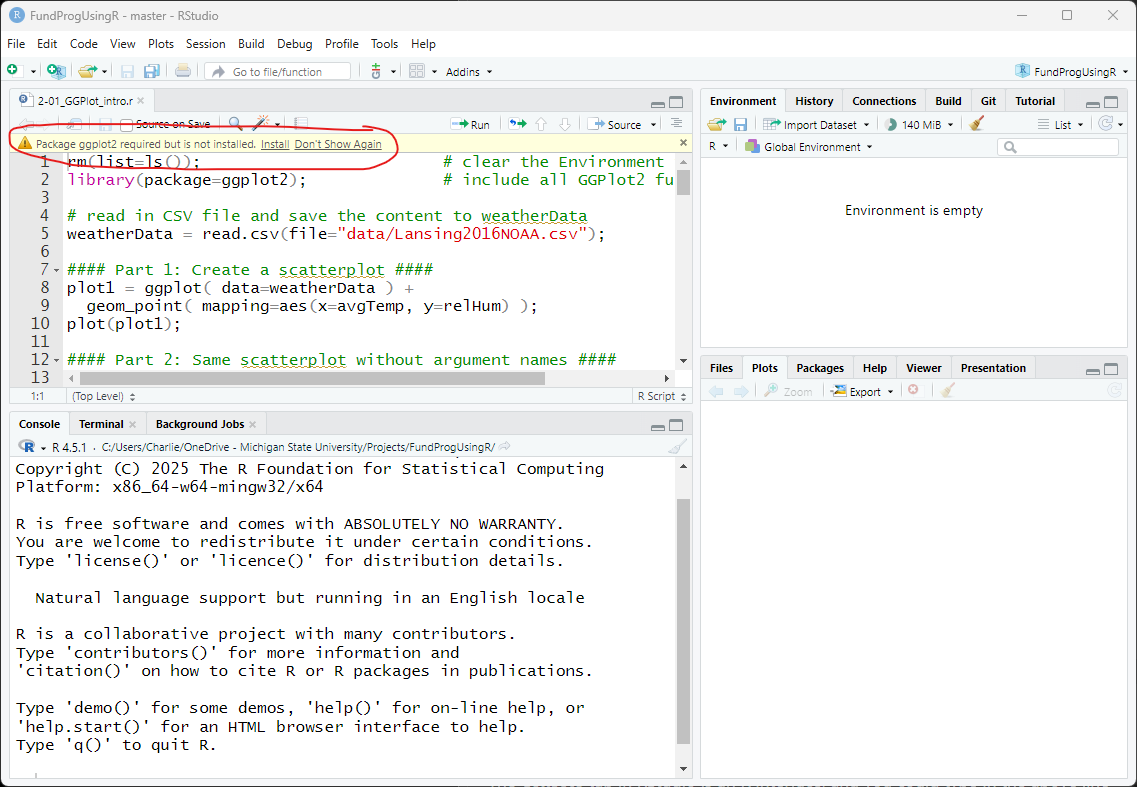 FundProgUsingR - master - RStudio
File Edit Code View Plots Session Build Debug Profile Tools Help
Go to file/function Addins FundProgUsingR
2-01_GGPlot_intro.r
Source on Save Run Source
Package ggplot2 required but is not installed. Install Don't Show Again
1 rm(list=ls()); # clear the Environment
2 library(package=ggplot2); # include all GGPlot2 fu
3
4 # read in CSV file and save the content to weatherData
5 weatherData = read.csv(file="data/Lansing2016NOAA.csv");
6
7 #### Part 1: Create a scatterplot ####
8 plot1 = ggplot( data=weatherData ) +
9 geom_point( mapping=aes(x=avgTemp, y=relHum) );
10 plot(plot1);
11
12 #### Part 2: Same scatterplot without argument names ####
13
1:1 (Top Level) R Script
Console Terminal Background Jobs
R 4.5.1 · C:/Users/Charlie/OneDrive - Michigan State University/Projects/FundProgUsingR/
Copyright (C) 2025 The R Foundation for Statistical Computing
Platform: x86_64-w64-mingw32/x64
R is free software and comes with ABSOLUTELY NO WARRANTY.
You are welcome to redistribute it under certain conditions.
Type 'license()' or 'licence()' for distribution details.
Natural language support but running in an English locale
R is a collaborative project with many contributors.
Type 'contributors()' for more information and
'citation()' on how to cite R or R packages in publications.
Type 'demo()' for some demos, 'help()' for on-line help, or
'help.start()' for an HTML browser interface to help.
Type 'q()' to quit R.
Environment History Connections Build Git Tutorial
Import Dataset 140 MiB List
R Global Environment
Environment is empty
Files Plots Packages Help Viewer Presentation
Zoom Export